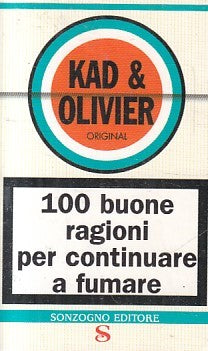 KAD &
OLIVIER
ORIGINAL
100 buone
ragioni
per continuare
a fumare
SONZOGNO EDITORE
S